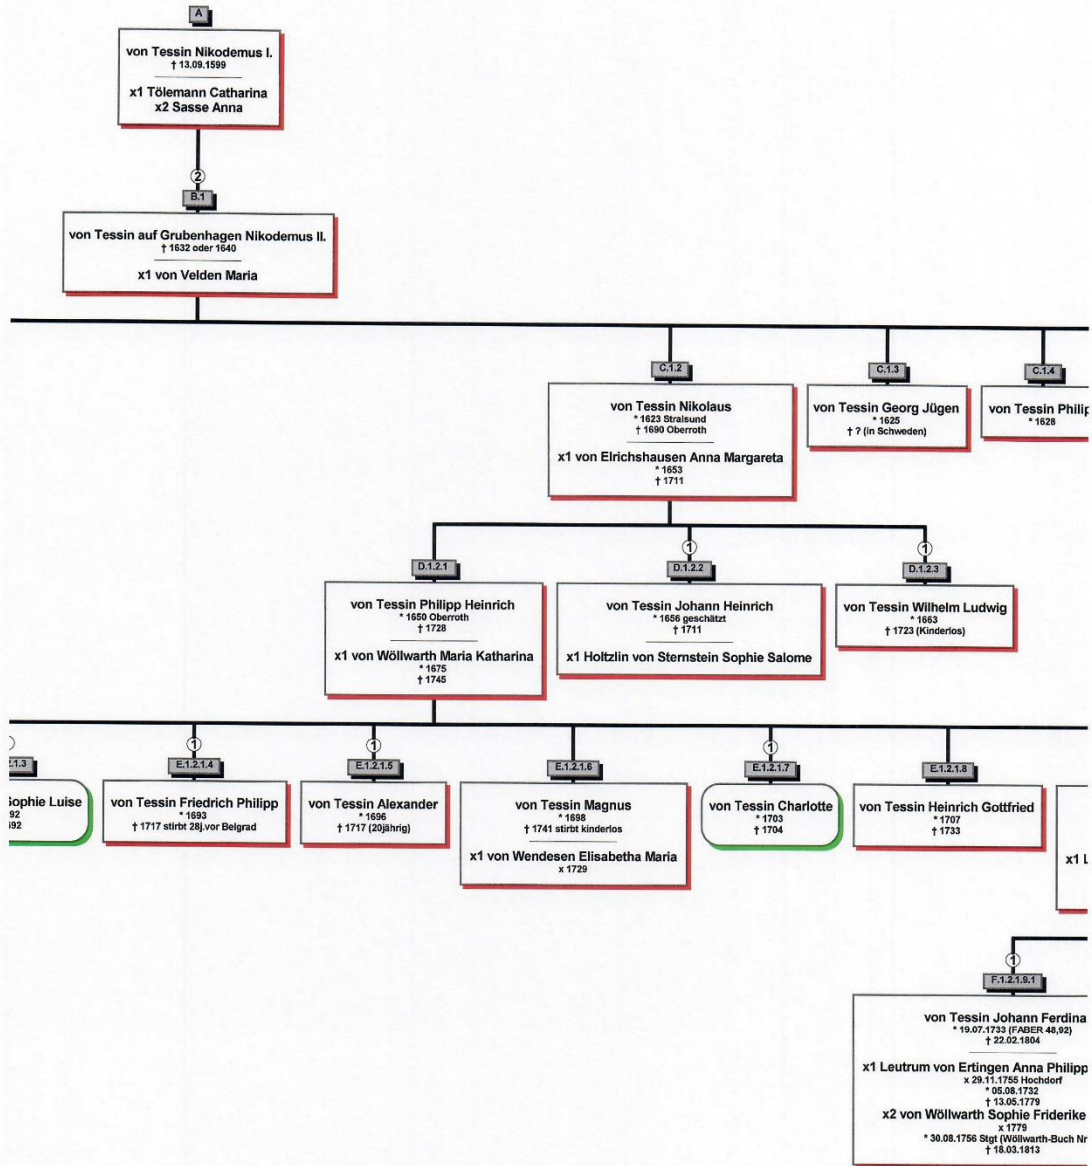 A
von Tessin Nikodemus I.
† 13.09.1599
x1 Tölemann Catharina
x2 Sasse Anna
2
B.1
von Tessin auf Grubenhagen Nikodemus II.
† 1632 oder 1640
x1 von Velden Maria
C.1.2
von Tessin Nikolaus
* 1623 Stralsund
† 1690 Oberroth
x1 von Elrichshausen Anna Margareta
* 1653
† 1711
C.1.3
von Tessin Georg Jügen
* 1625
† ? (in Schweden)
C.1.4
von Tessin Philip
* 1628
D.1.2.1
von Tessin Philipp Heinrich
* 1650 Oberroth
† 1728
x1 von Wöllwarth Maria Katharina
* 1675
† 1745
1
D.1.2.2
von Tessin Johann Heinrich
* 1656 geschätzt
† 1711
x1 Holtzlin von Sternstein Sophie Salome
1
D.1.2.3
von Tessin Wilhelm Ludwig
* 1663
† 1723 (Kinderlos)
2.1.3
Sophie Luise
92
692
1
E.1.2.1.4
von Tessin Friedrich Philipp
* 1693
† 1717 stirbt 28j.vor Belgrad
1
E.1.2.1.5
von Tessin Alexander
* 1696
† 1717 (20jährig)
E.1.2.1.6
von Tessin Magnus
* 1698
† 1741 stirbt kinderlos
x1 von Wendesen Elisabetha Maria
x 1729
1
E.1.2.1.7
von Tessin Charlotte
* 1703
† 1704
E.1.2.1.8
von Tessin Heinrich Gottfried
* 1707
† 1733
x1 L
1
F.1.2.1.9.1
von Tessin Johann Ferdina
* 19.07.1733 (FABER 48,92)
† 22.02.1804
x1 Leutrum von Ertingen Anna Philipp
x 29.11.1755 Hochdorf
* 05.08.1732
† 13.05.1779
x2 von Wöllwarth Sophie Friderike
x 1779
* 30.08.1756 Stgt (Wöllwarth-Buch Nr
† 18.03.1813